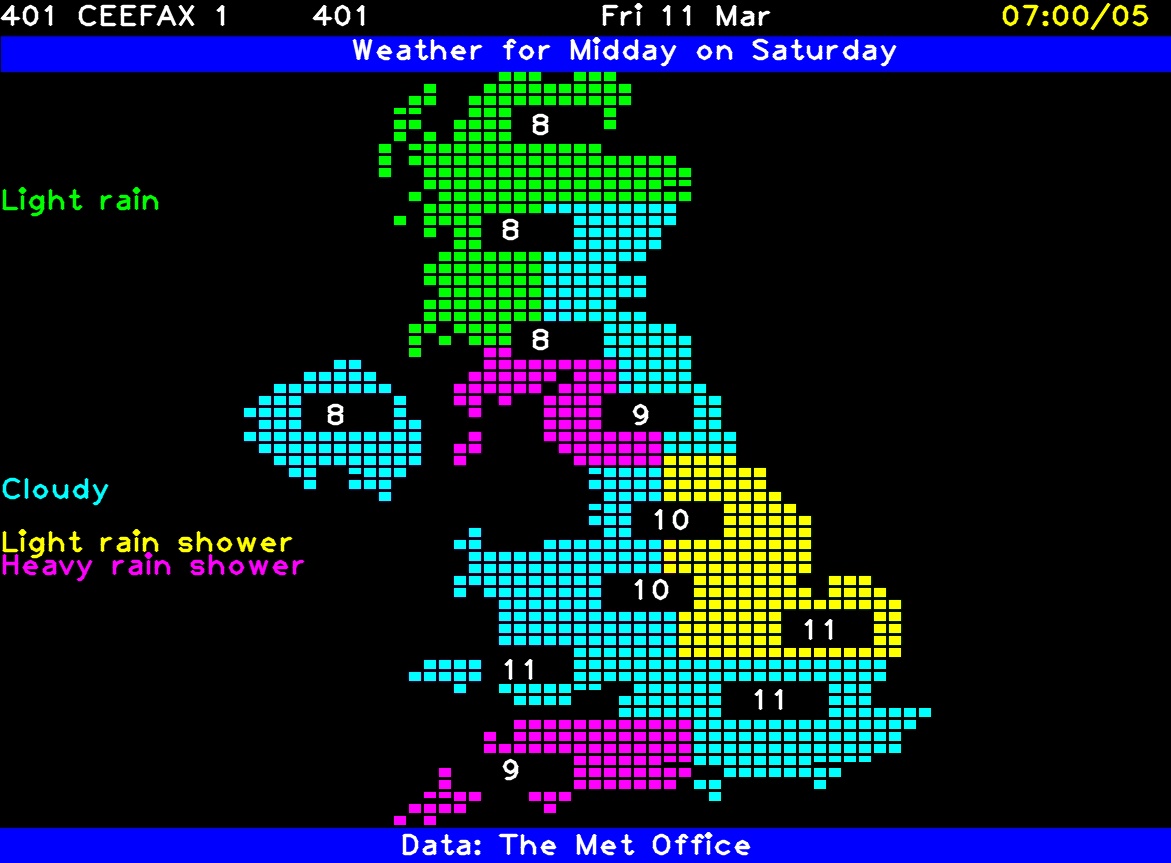 401 CEEFAX 1 401 Fri 11 Mar 07:00/05
Weather for Midday on Saturday
8
Light rain
8
8
8
9
Cloudy
10
Light rain shower
Heavy rain shower
10
11
11
11
9
Data: The Met Office